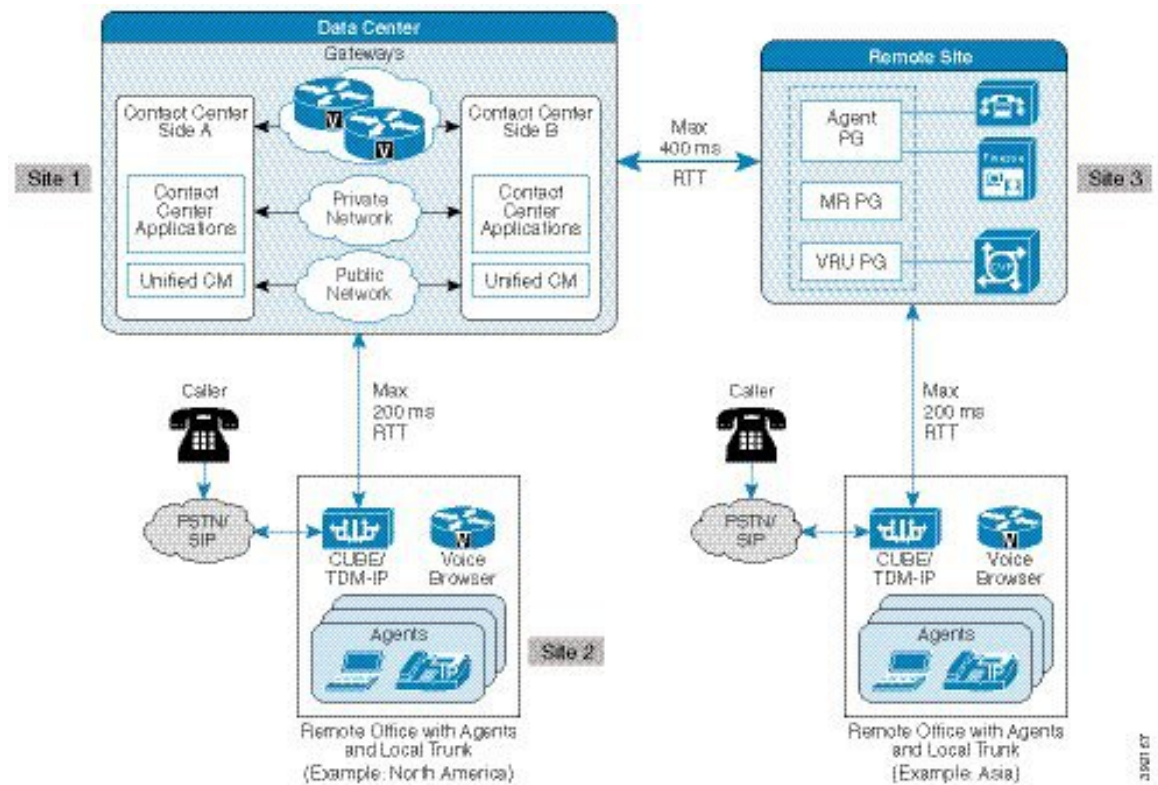 Data Center
Gateways
Contact Center
Side A
Contact Center
Side B
V
V
Site 1
Contact
Center
Applications
Private
Network
Contact
Center
Applications
Unified CM
Public
Network
Unified CM
Max
400 ms
RTT
Remote Site
Agent
PG
Finesse
MR PG
VRU PG
CVP
Site 3
Caller
Max
200 ms
RTT
PSTN/
SIP
CUBE/
TDM-IP
Voice
Browser
Agents
IP
Site 2
Remote Office with Agents
and Local Trunk
(Example: North America)
Caller
Max
200 ms
RTT
PSTN/
SIP
CUBE/
TDM-IP
Voice
Browser
Agents
IP
Remote Office with Agents
and Local Trunk
(Example: Asia)